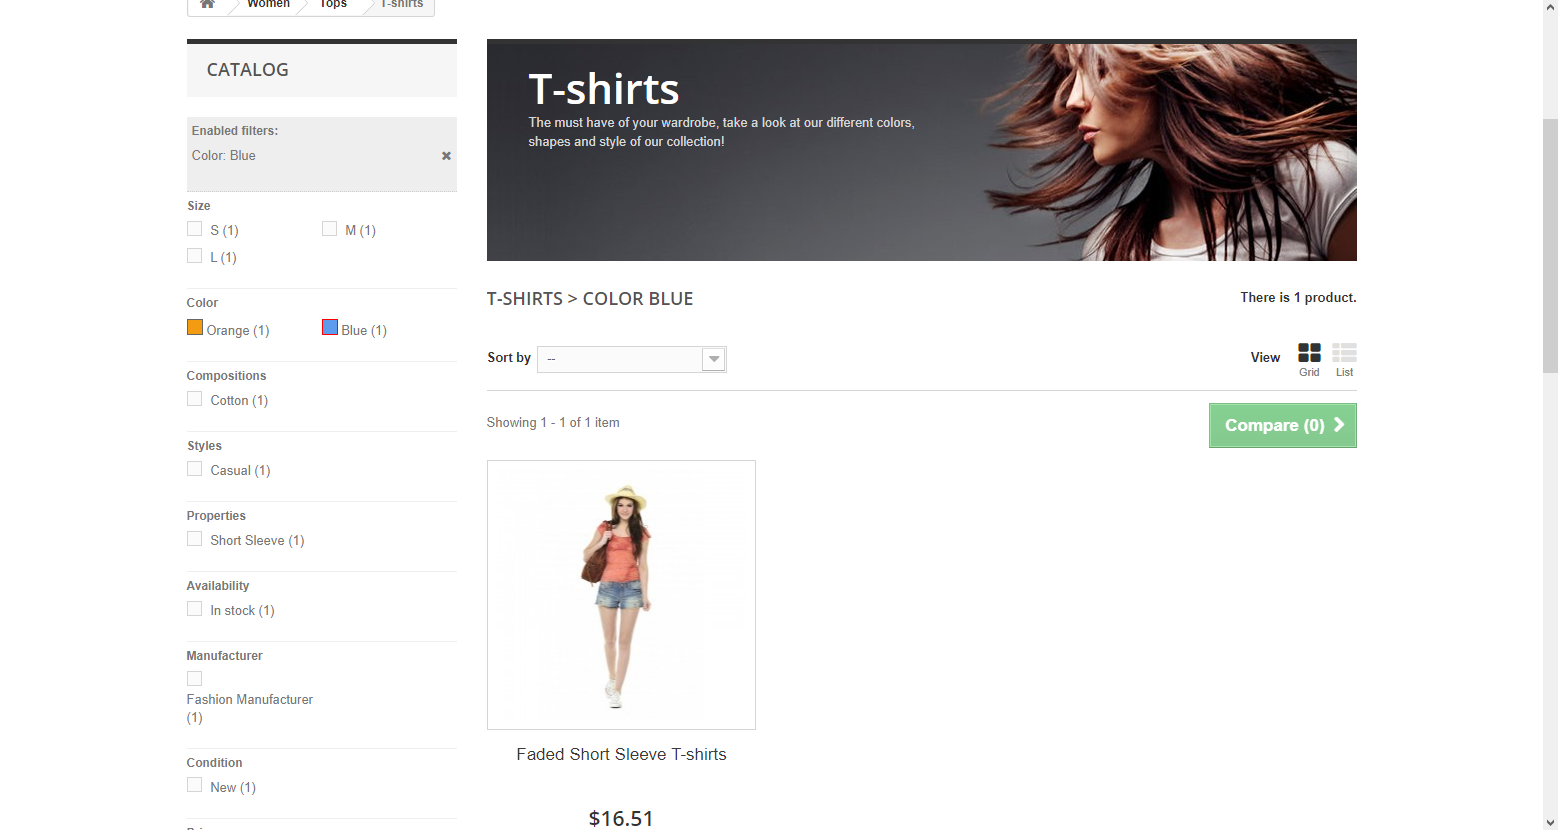 Women Tops T-shirts
CATALOG
Enabled filters:
Color: Blue
Size
S (1) M (1)
L (1)
Color
Orange (1) Blue (1)
Compositions
Cotton (1)
Styles
Casual (1)
Properties
Short Sleeve (1)
Availability
In stock (1)
Manufacturer
Fashion Manufacturer
(1)
Condition
New (1)
T-shirts
The must have of your wardrobe, take a look at our different colors,
shapes and style of our collection!
T-SHIRTS > COLOR BLUE There is 1 product.
Sort by -- View Grid List
Showing 1 - 1 of 1 item Compare (0)
Faded Short Sleeve T-shirts
$16.51